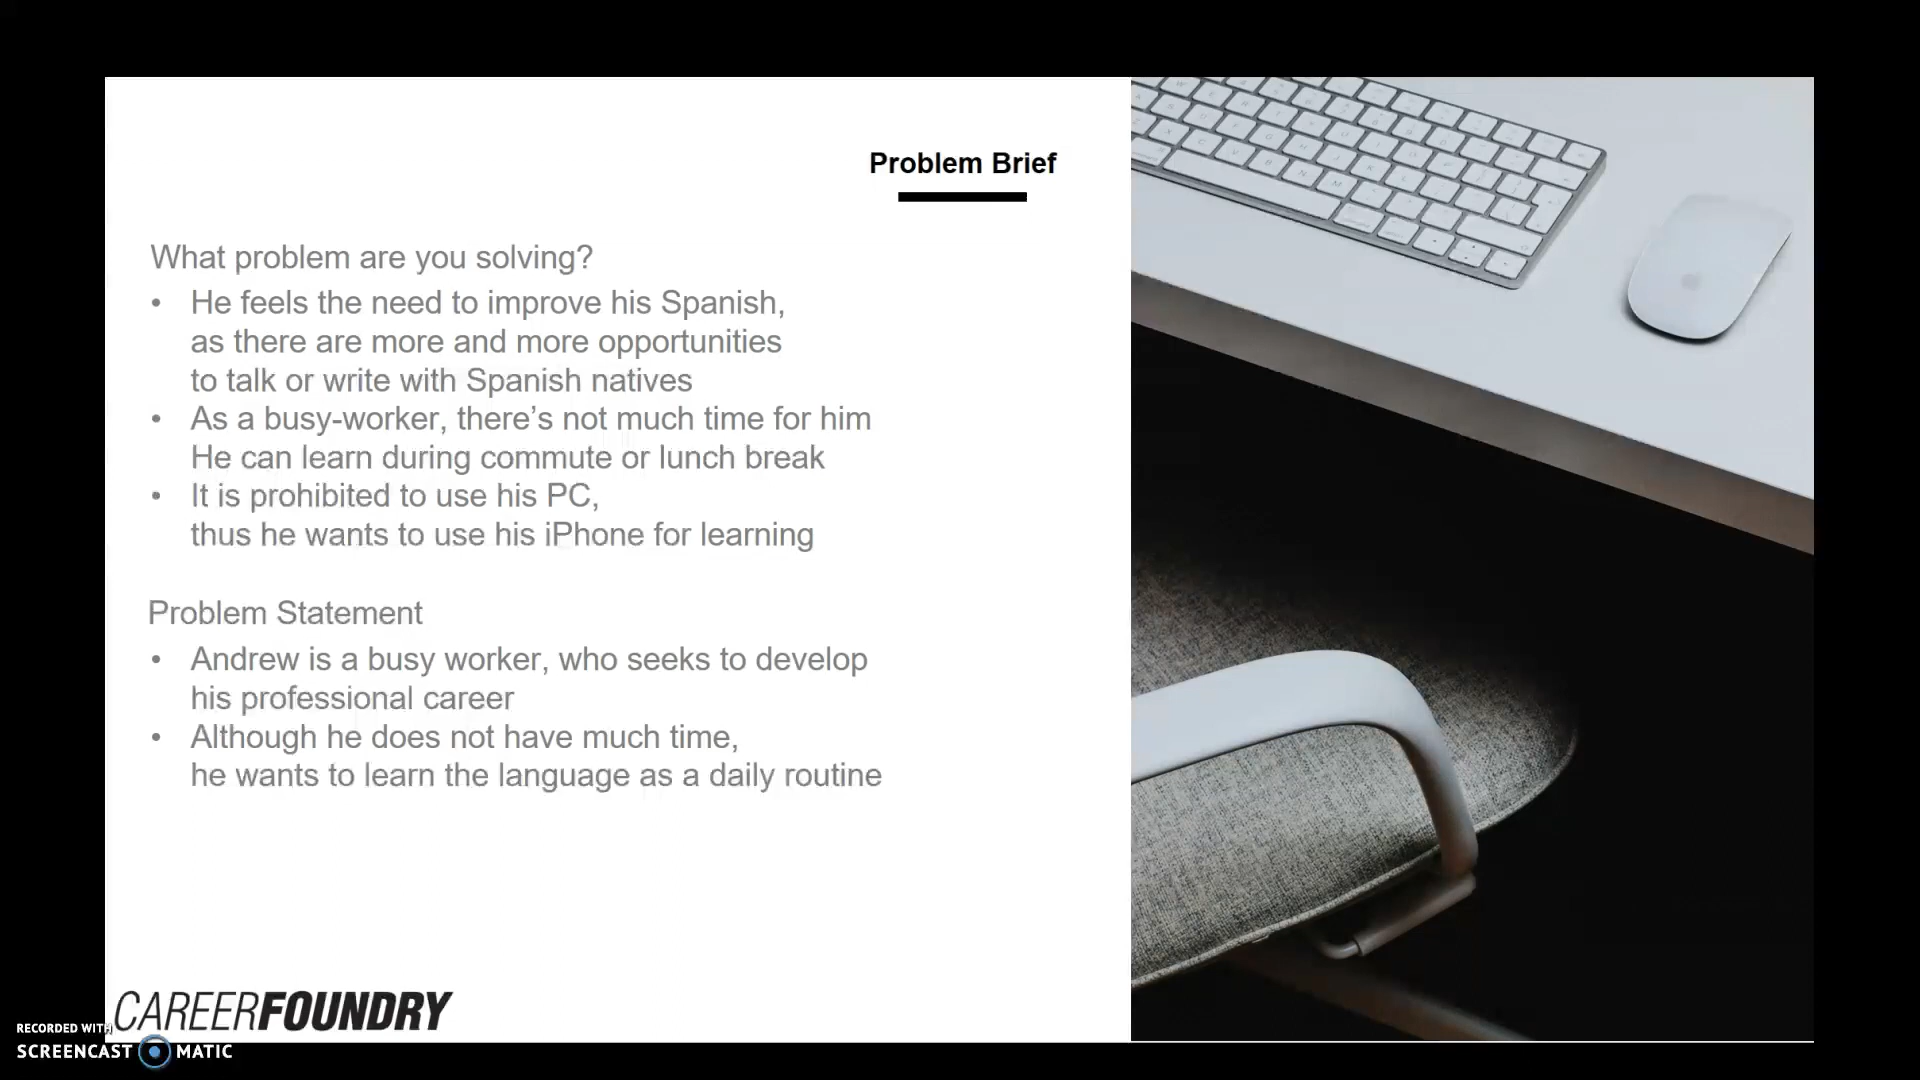 Problem Brief
What problem are you solving?
• He feels the need to improve his Spanish,
as there are more and more opportunities
to talk or write with Spanish natives
• As a busy-worker, there’s not much time for him
He can learn during commute or lunch break
• It is prohibited to use his PC,
thus he wants to use his iPhone for learning
Problem Statement
• Andrew is a busy worker, who seeks to develop
his professional career
• Although he does not have much time,
he wants to learn the language as a daily routine
CAREERFOUNDRY
RECORDED WITH
SCREENCAST MATIC